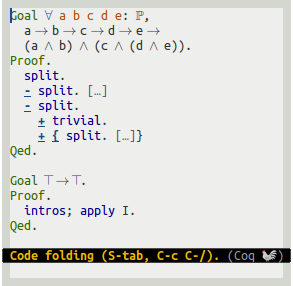 Goal ∀ a b c d e: ℙ,
  a → b → c → d → e →
  (a ∧ b) ∧ (c ∧ (d ∧ e)).
Proof.
  split.
  - split. […]
  - split.
    + trivial.
    + { split. […]}
Qed.

Goal ⊤→⊤.
Proof.
  intros; apply I.
Qed.

Code folding (S-tab, C-c C-/). (Coq 🐓)